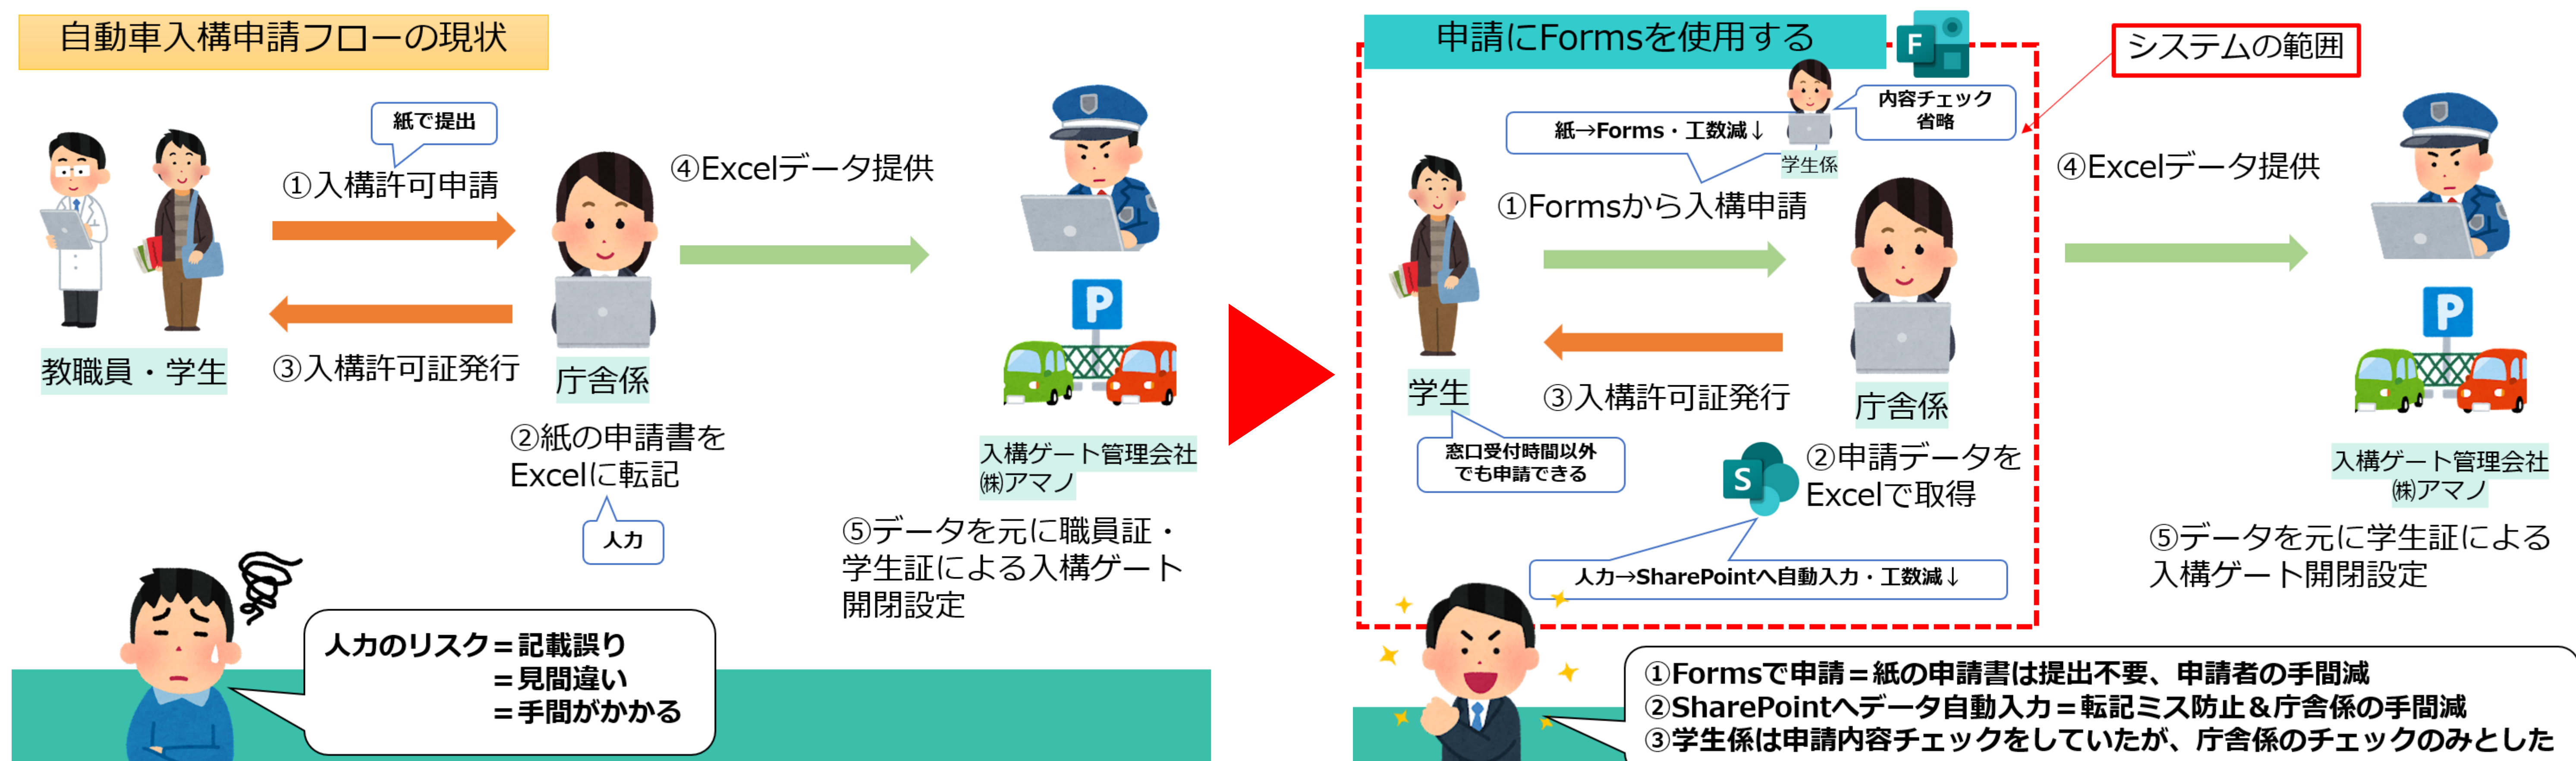 自動車入構申請フローの現状
紙で提出
①入構許可申請
③入構許可証発行
教職員・学生
庁舎係
②紙の申請書を
Excelに転記
人力
④Excelデータ提供
P
入構ゲート管理会社
㈱アマノ
⑤データを元に職員証・
学生証による入構ゲート
開閉設定
人力のリスク＝記載誤り
＝見間違い
＝手間がかかる
申請にFormsを使用する
F
システムの範囲
内容チェック
省略
紙→Forms・工数減↓
学生係
①Formsから入構申請
③入構許可証発行
学生
窓口受付時間以外
でも申請できる
庁舎係
S
②申請データを
Excelで取得
人力→SharePointへ自動入力・工数減↓
④Excelデータ提供
P
入構ゲート管理会社
㈱アマノ
⑤データを元に学生証による
入構ゲート開閉設定
①Formsで申請＝紙の申請書は提出不要、申請者の手間減
②SharePointへデータ自動入力＝転記ミス防止＆庁舎係の手間減
③学生係は申請内容チェックをしていたが、庁舎係のチェックのみとした